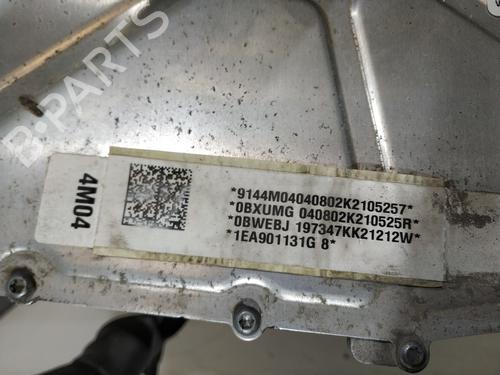 B-PARTS
4M04
*9144M04040802K2105257*
*0BXUMG 040802K210525R*
*0BWEBJ 197347KK21212W*
*1EA901131G 8*